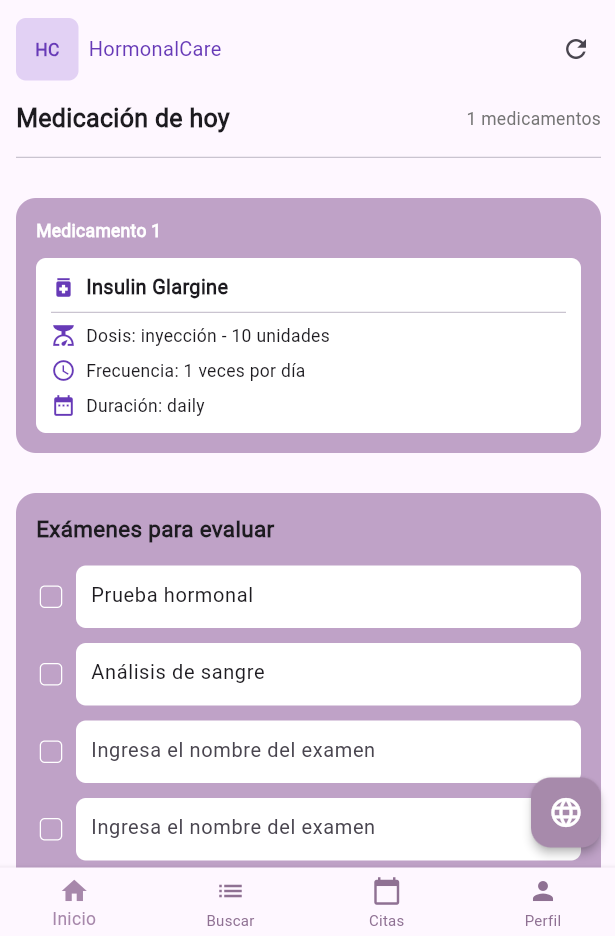 HC HormonalCare
Medicación de hoy 1 medicamentos
Medicamento 1
Insulin Glargine
Dosis: inyección - 10 unidades
Frecuencia: 1 veces por día
Duración: daily
Exámenes para evaluar
Prueba hormonal
Análisis de sangre
Ingresa el nombre del examen
Ingresa el nombre del examen
Inicio Buscar Citas Perfil